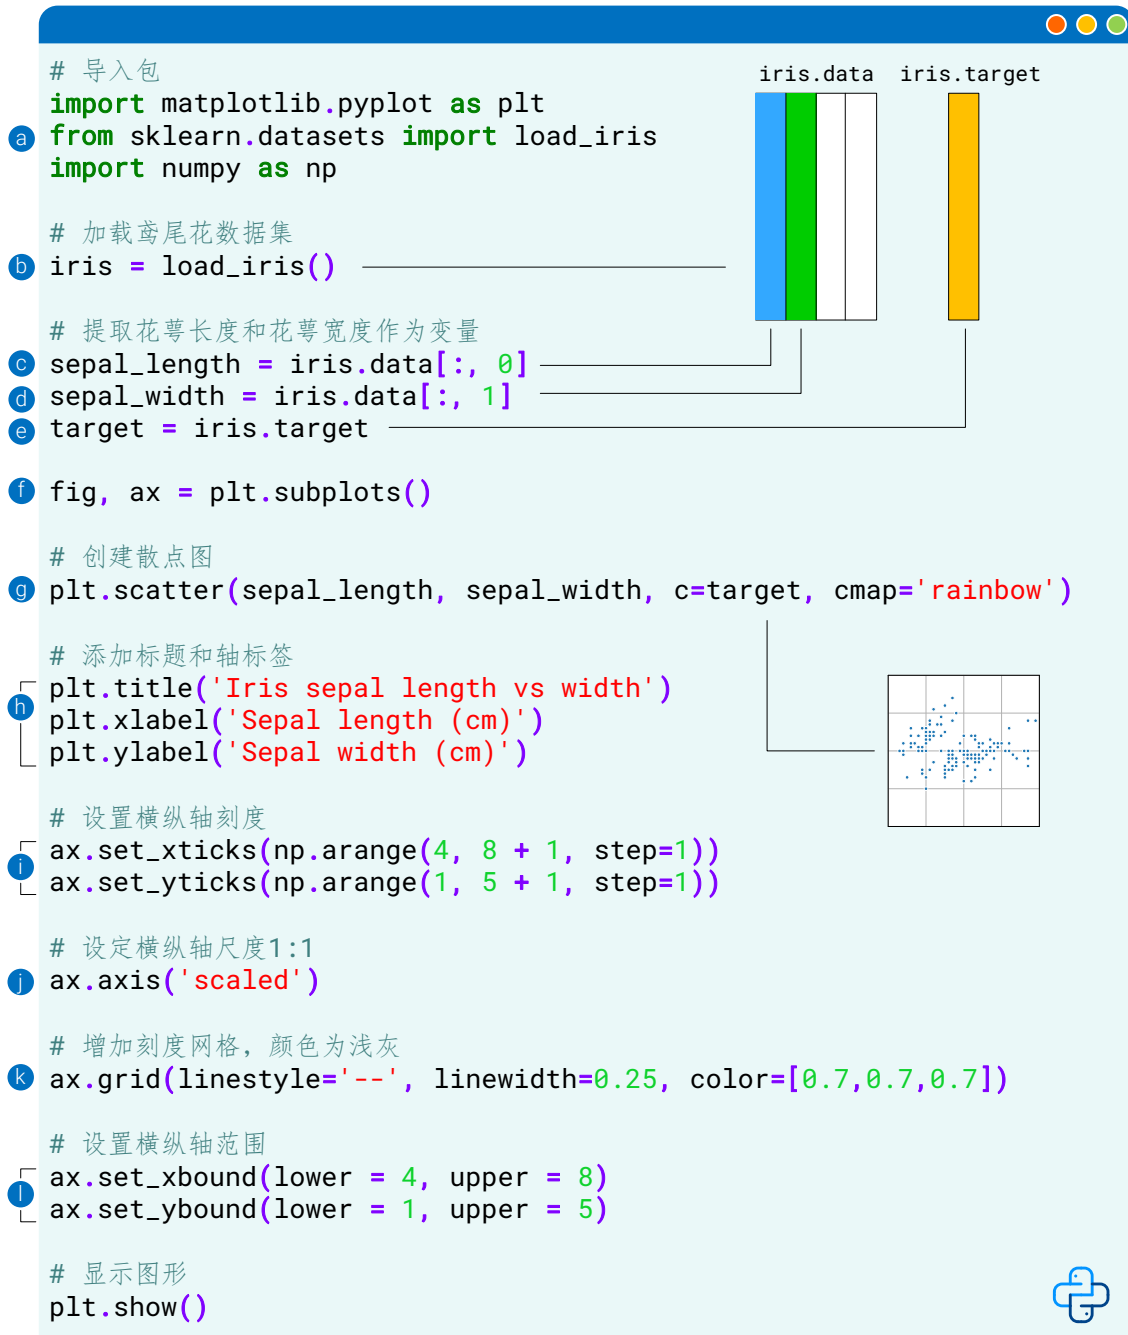 # 导入包
iris.data iris.target
import matplotlib.pyplot as plt
a from sklearn.datasets import load_iris
import numpy as np
# 加载鸢尾花数据集
b iris = load_iris()
# 提取花萼长度和花萼宽度作为变量
c sepal_length = iris.data[:, 0]
d sepal_width = iris.data[:, 1]
e target = iris.target
f fig, ax = plt.subplots()
# 创建散点图
g plt.scatter(sepal_length, sepal_width, c=target, cmap='rainbow')
# 添加标题和轴标签
h plt.title('Iris sepal length vs width')
plt.xlabel('Sepal length (cm)')
plt.ylabel('Sepal width (cm)')
# 设置横纵轴刻度
i ax.set_xticks(np.arange(4, 8 + 1, step=1))
ax.set_yticks(np.arange(1, 5 + 1, step=1))
# 设定横纵轴尺度1:1
j ax.axis('scaled')
# 增加刻度网格，颜色为浅灰
k ax.grid(linestyle='--', linewidth=0.25, color=[0.7,0.7,0.7])
# 设置横纵轴范围
l ax.set_xbound(lower = 4, upper = 8)
ax.set_ybound(lower = 1, upper = 5)
# 显示图形
plt.show()